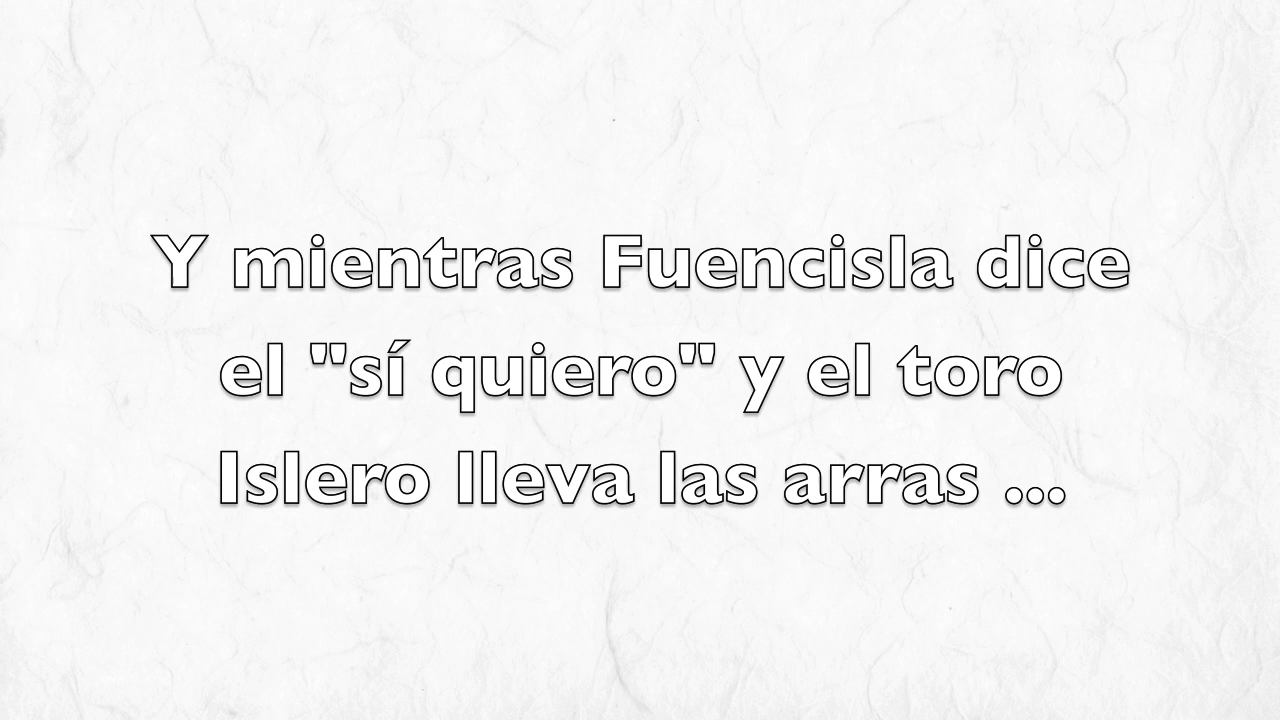 Y mientras Fuencisla dice
el "sí quiero" y el toro
Islero lleva las arras ...